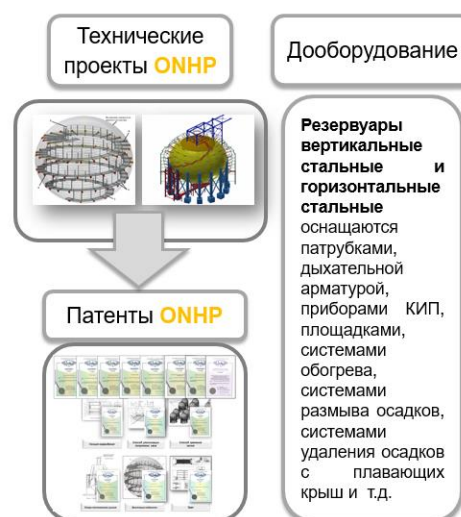 Технические
проекты ONHP
Дооборудование
Резервуары
вертикальные
стальные и
горизонтальные
стальные
оснащаются
патрубками,
дыхательной
арматурой,
приборами КИП,
площадками,
системами
обогрева,
системами
размыва осадков,
системами
удаления осадков
с плавающих
крыш и т.д.
Патенты ONHP